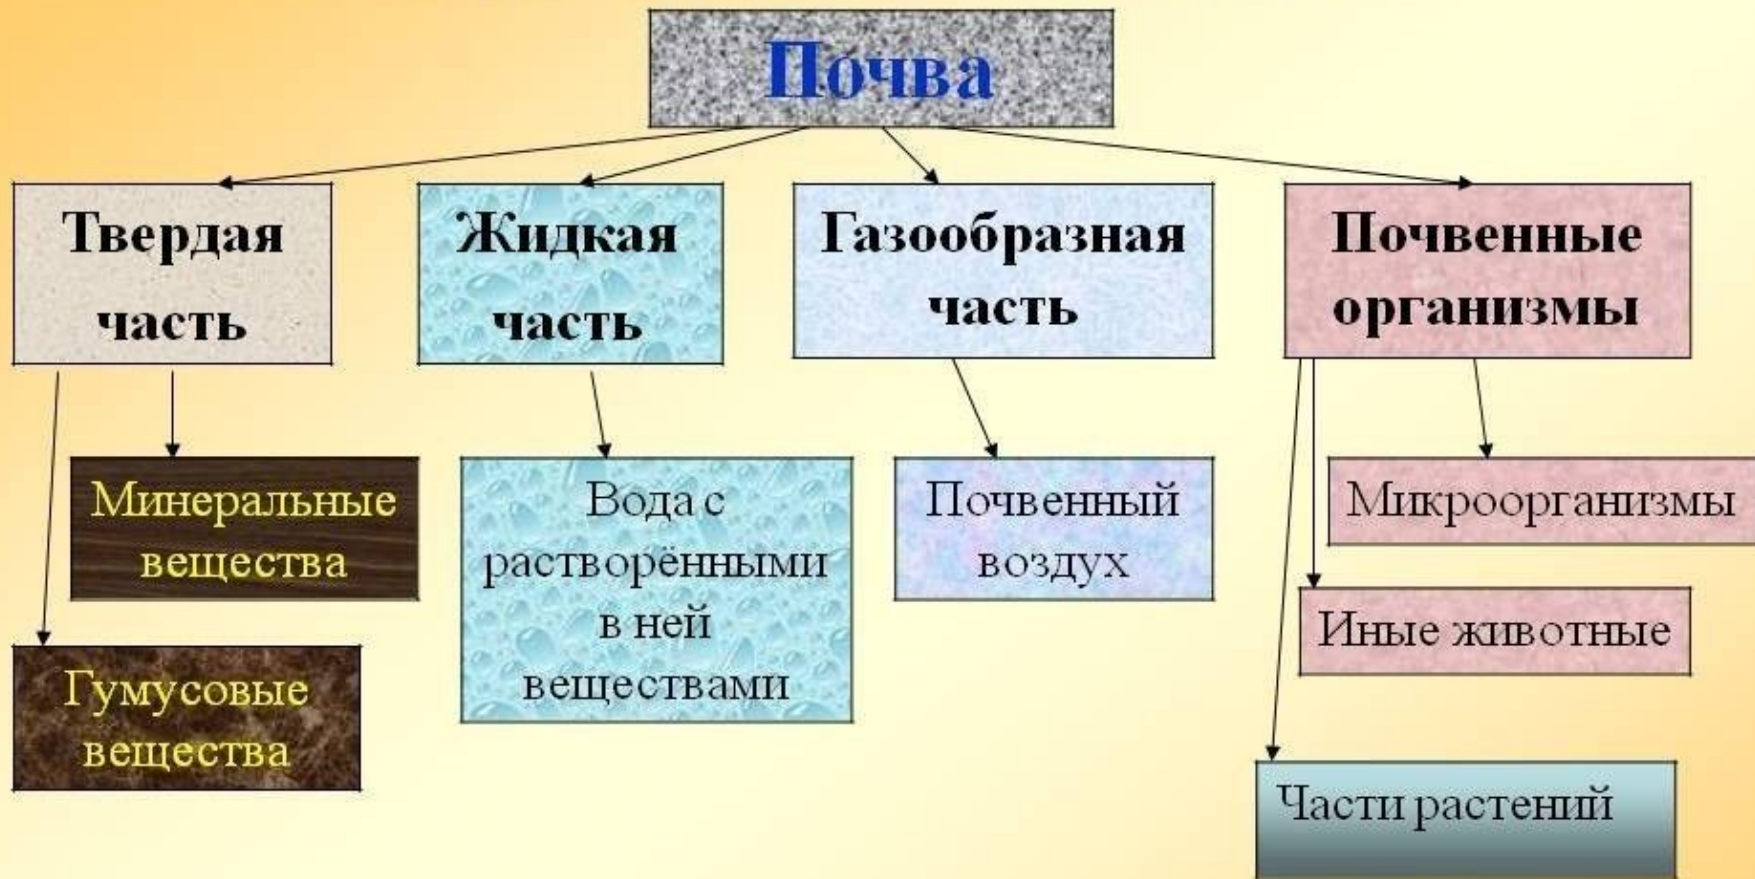 Почва
Твердая
часть
Жидкая
часть
Газообразная
часть
Почвенные
организмы
Минеральные
вещества
Гумусовые
вещества
Вода с
растворёнными
в ней
веществами
Почвенный
воздух
Микроорганизмы
Иные животные
Части растений